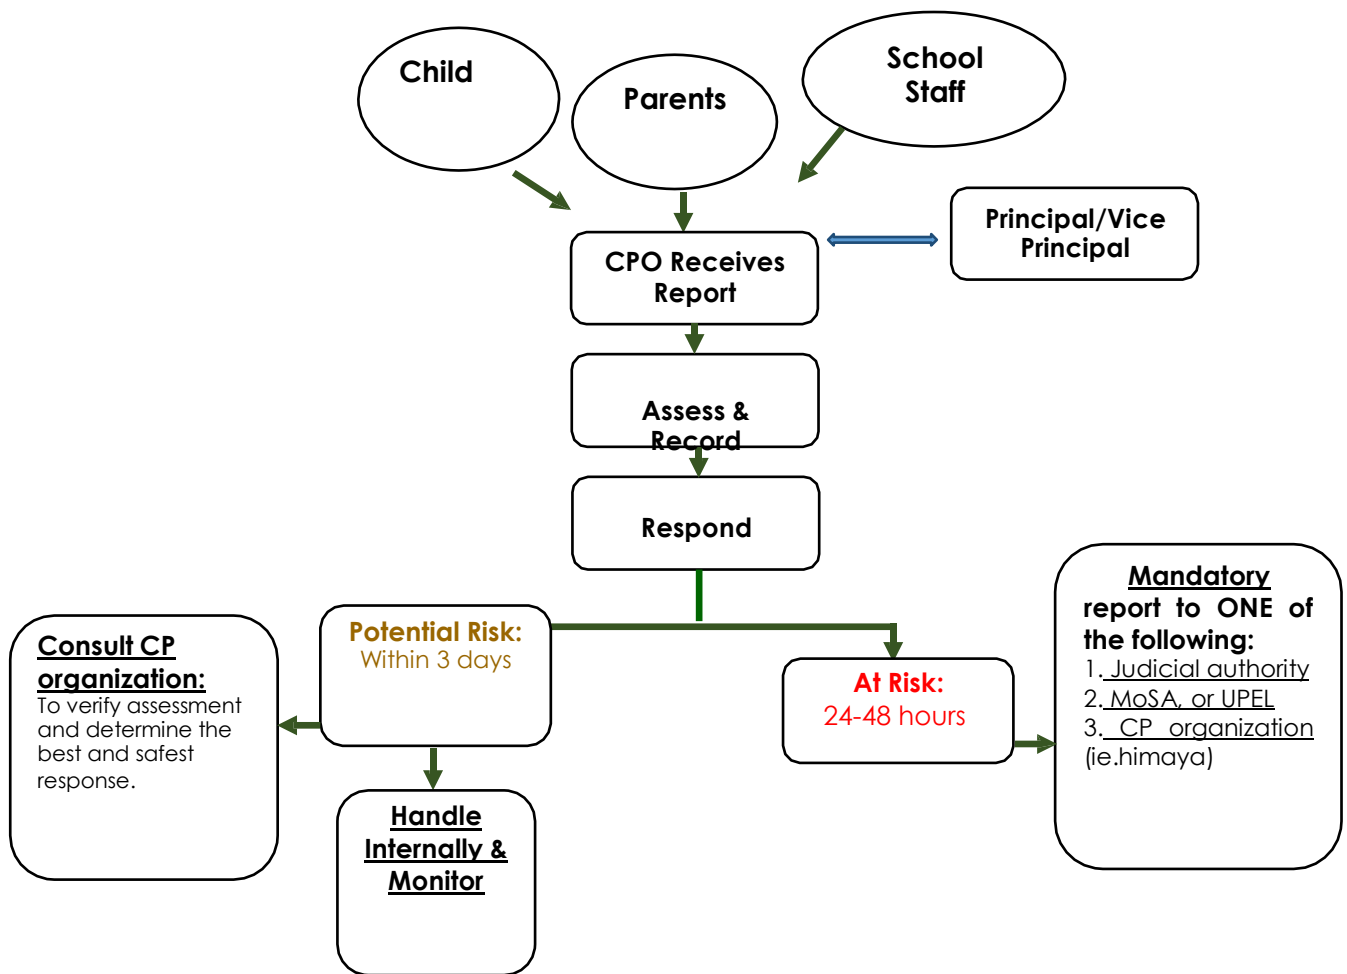 Child
Parents
School
Staff
Principal/Vice
Principal
CPO Receives
Report
Assess &
Record
Respond
Consult CP
organization:
To verify assessment
and determine the
best and safest
response.
Potential Risk:
Within 3 days
Handle
Internally &
Monitor
At Risk:
24-48 hours
Mandatory
report to ONE of
the following:
1. Judicial authority
2. MoSA, or UPEL
3. CP organization
(ie.himaya)